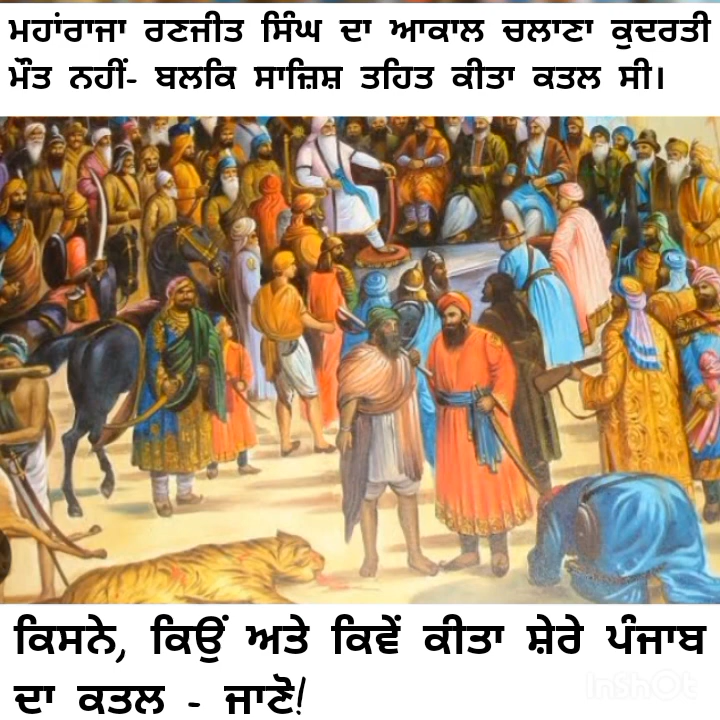 ਮਹਾਂਰਾਜਾ ਰਣਜੀਤ ਸਿੰਘ ਦਾ ਆਕਾਲ ਚਲਾਣਾ ਕੁਦਰਤੀ
ਮੌਤ ਨਹੀਂ- ਬਲਕਿ ਸਾਜ਼ਿਸ਼ ਤਹਿਤ ਕੀਤਾ ਕਤਲ ਸੀ।
ਕਿਸਨੇ, ਕਿਉਂ ਅਤੇ ਕਿਵੇਂ ਕੀਤਾ ਸ਼ੇਰੇ ਪੰਜਾਬ
ਦਾ ਕਤਲ - ਜਾਣੋ!
InShOt